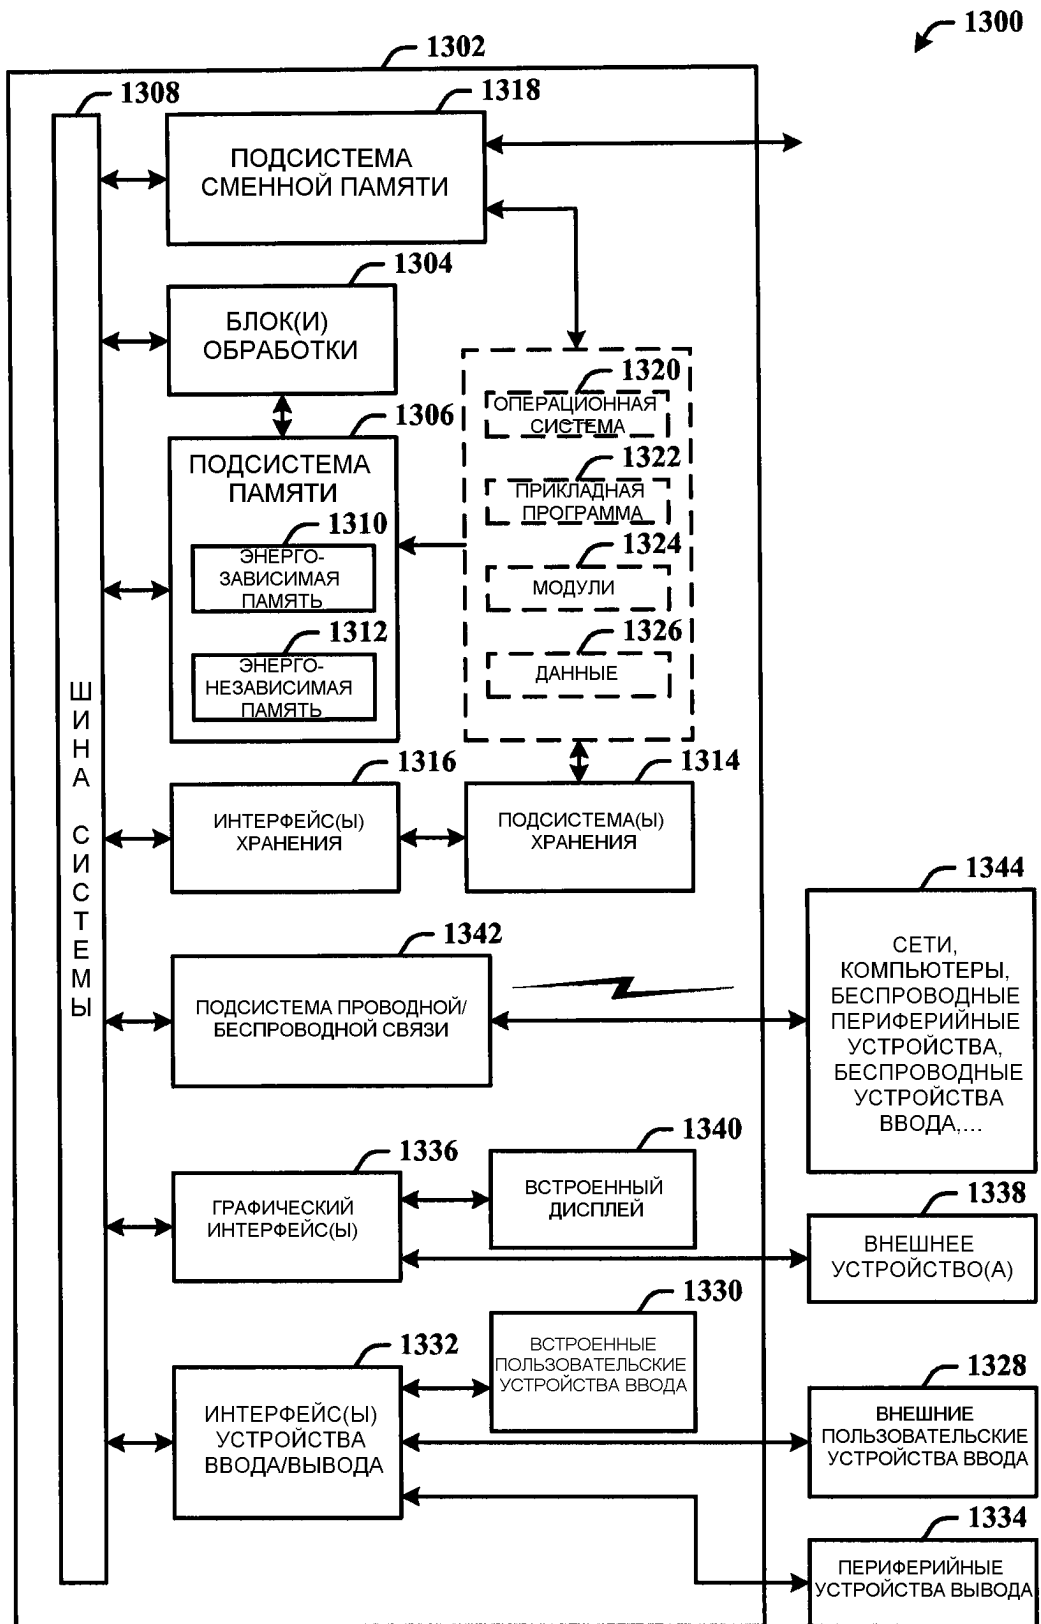 1300
1302
1308
1318
ПОДСИСТЕМА
СМЕННОЙ ПАМЯТИ
1304
БЛОК(И)
ОБРАБОТКИ
1320
ОПЕРАЦИОННАЯ
СИСТЕМА
1306
ПОДСИСТЕМА
ПАМЯТИ
1322
ПРИКЛАДНАЯ
ПРОГРАММА
1310
ЭНЕРГО-
ЗАВИСИМАЯ
ПАМЯТЬ
1324
МОДУЛИ
1312
ЭНЕРГО-
НЕЗАВИСИМАЯ
ПАМЯТЬ
1326
ДАННЫЕ
ШИНА СИСТЕМЫ
1316
ИНТЕРФЕЙС(Ы)
ХРАНЕНИЯ
1314
ПОДСИСТЕМА(Ы)
ХРАНЕНИЯ
1344
СЕТИ,
КОМПЬЮТЕРЫ,
БЕСПРОВОДНЫЕ
ПЕРИФЕРИЙНЫЕ
УСТРОЙСТВА,
БЕСПРОВОДНЫЕ
УСТРОЙСТВА
ВВОДА,...
1342
ПОДСИСТЕМА ПРОВОДНОЙ/
БЕСПРОВОДНОЙ СВЯЗИ
1336
ГРАФИЧЕСКИЙ
ИНТЕРФЕЙС(Ы)
1340
ВСТРОЕННЫЙ
ДИСПЛЕЙ
1338
ВНЕШНЕЕ
УСТРОЙСТВО(А)
1330
ВСТРОЕННЫЕ
ПОЛЬЗОВАТЕЛЬСКИЕ
УСТРОЙСТВА ВВОДА
1332
ИНТЕРФЕЙС(Ы)
УСТРОЙСТВА
ВВОДА/ВЫВОДА
1328
ВНЕШНИЕ
ПОЛЬЗОВАТЕЛЬСКИЕ
УСТРОЙСТВА ВВОДА
1334
ПЕРИФЕРИЙНЫЕ
УСТРОЙСТВА ВЫВОДА